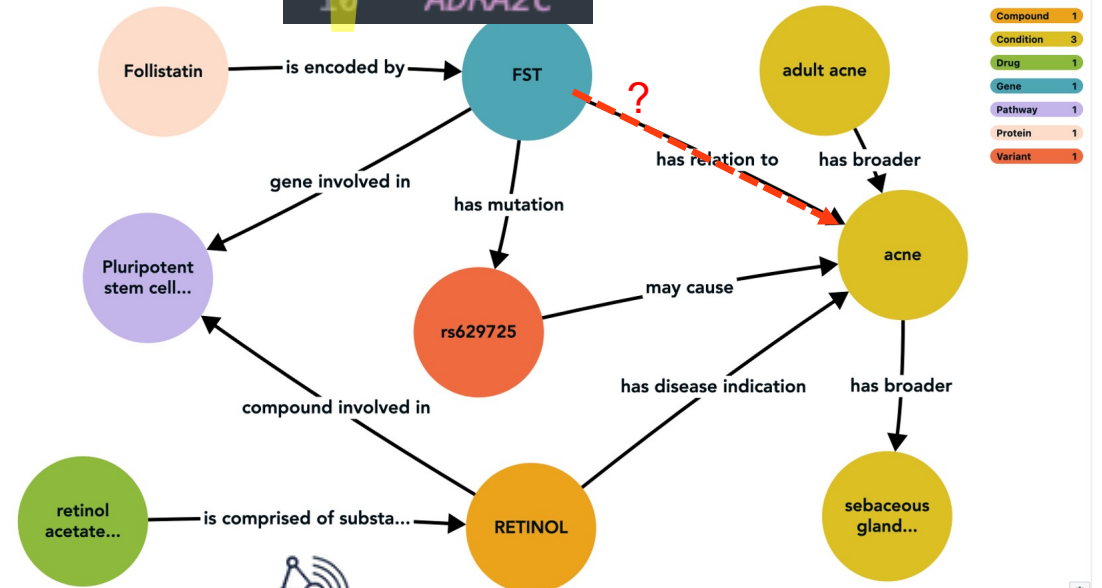 ADRA2C
Follistatin
is encoded by
FST
?
adult acne
Compound 1
Condition 3
Drug 1
Gene 1
Pathway 1
Protein 1
Variant 1
has relation to
has broader
gene involved in
has mutation
acne
Pluripotent
stem cell...
may cause
rs629725
has disease indication
has broader
compound involved in
retinol
acetate...
is comprised of substa...
RETINOL
sebaceous
gland...